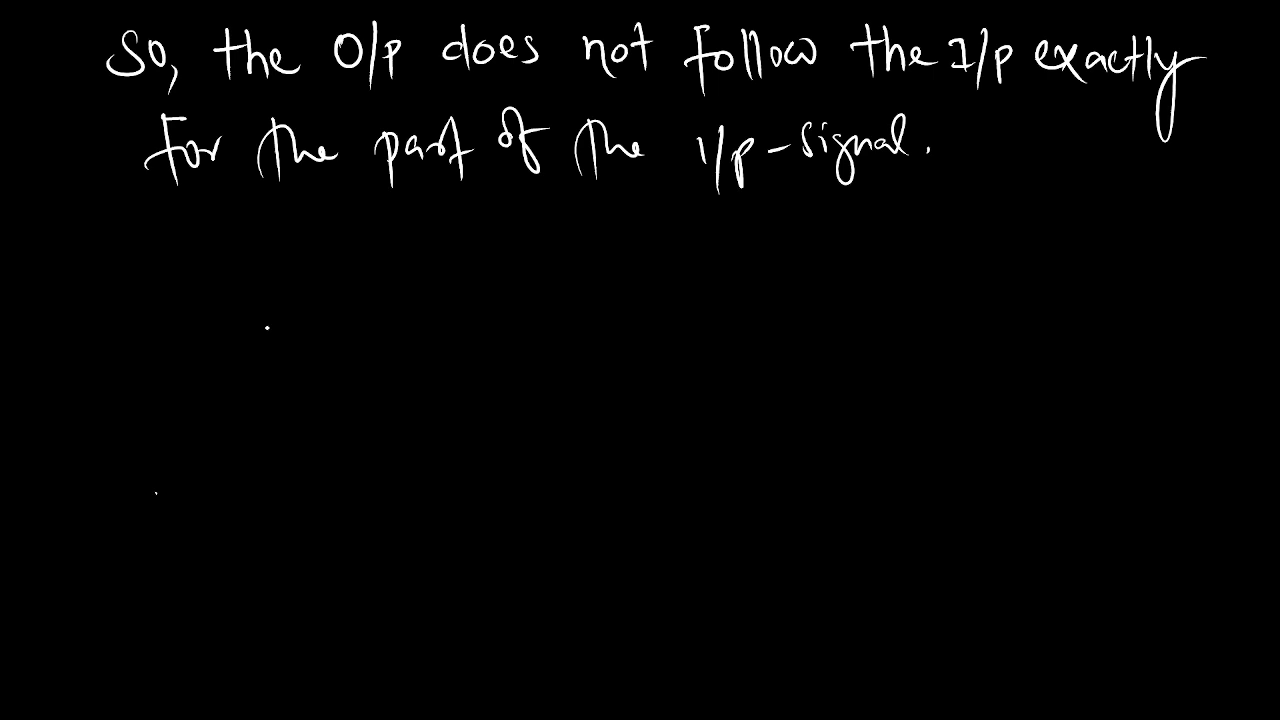 So, the O/p does not follow the I/p exactly
For the part of the I/p - signal.